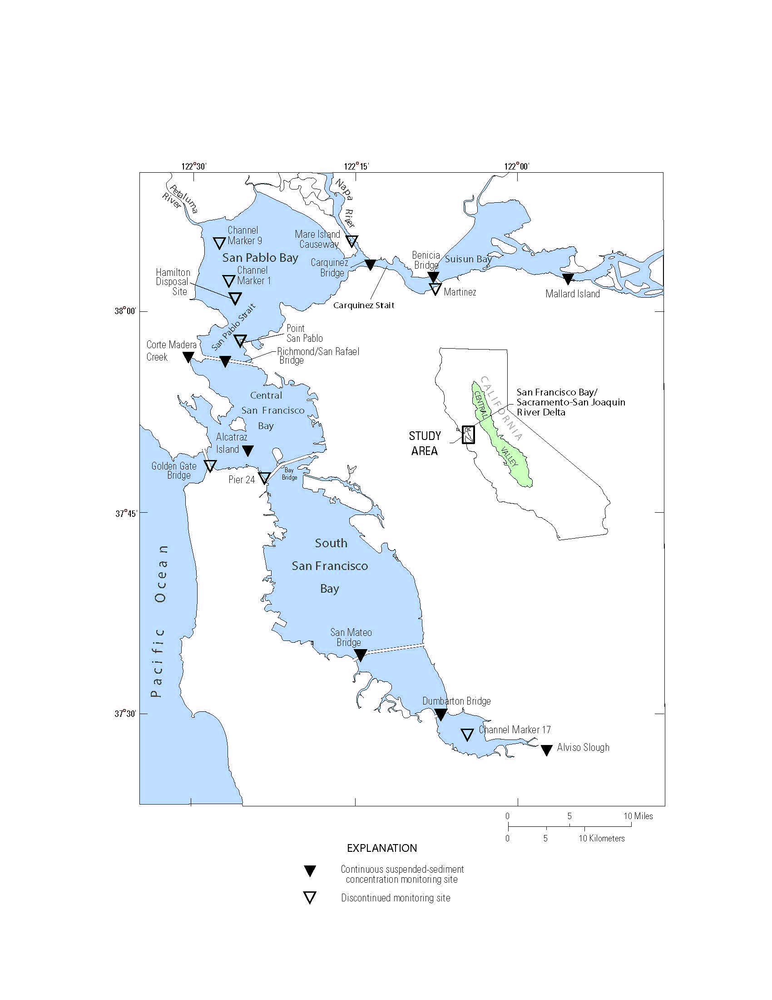 122°30'
122°15'
122°00'
Petaluma
River
Napa
River
Channel
Marker 9
Mare Island
Causeway
San Pablo Bay
Carquinez
Bridge
Benicia
Bridge
Suisun Bay
Hamilton
Disposal
Site
Channel
Marker 1
Martinez
Mallard Island
Carquinez Stait
38°00'
San Pablo Strait
Point
San Pablo
Corte Madera
Creek
Richmond/San Rafael
Bridge
Central
San Francisco
Bay
CALIFORNIA
CENTRAL
VALLEY
San Francisco Bay/
Sacramento-San Joaquin
River Delta
STUDY
AREA
Alcatraz
Island
Golden Gate
Bridge
Pier 24
Bay
Bridge
37°45'
South
San Francisco
Bay
Pacific Ocean
San Mateo
Bridge
Dumbarton Bridge
37°30'
Channel Marker 17
Alviso Slough
0 5 10 Miles
0 5 10 Kilometers
EXPLANATION
Continuous suspended-sediment
concentration monitoring site
Discontinued monitoring site